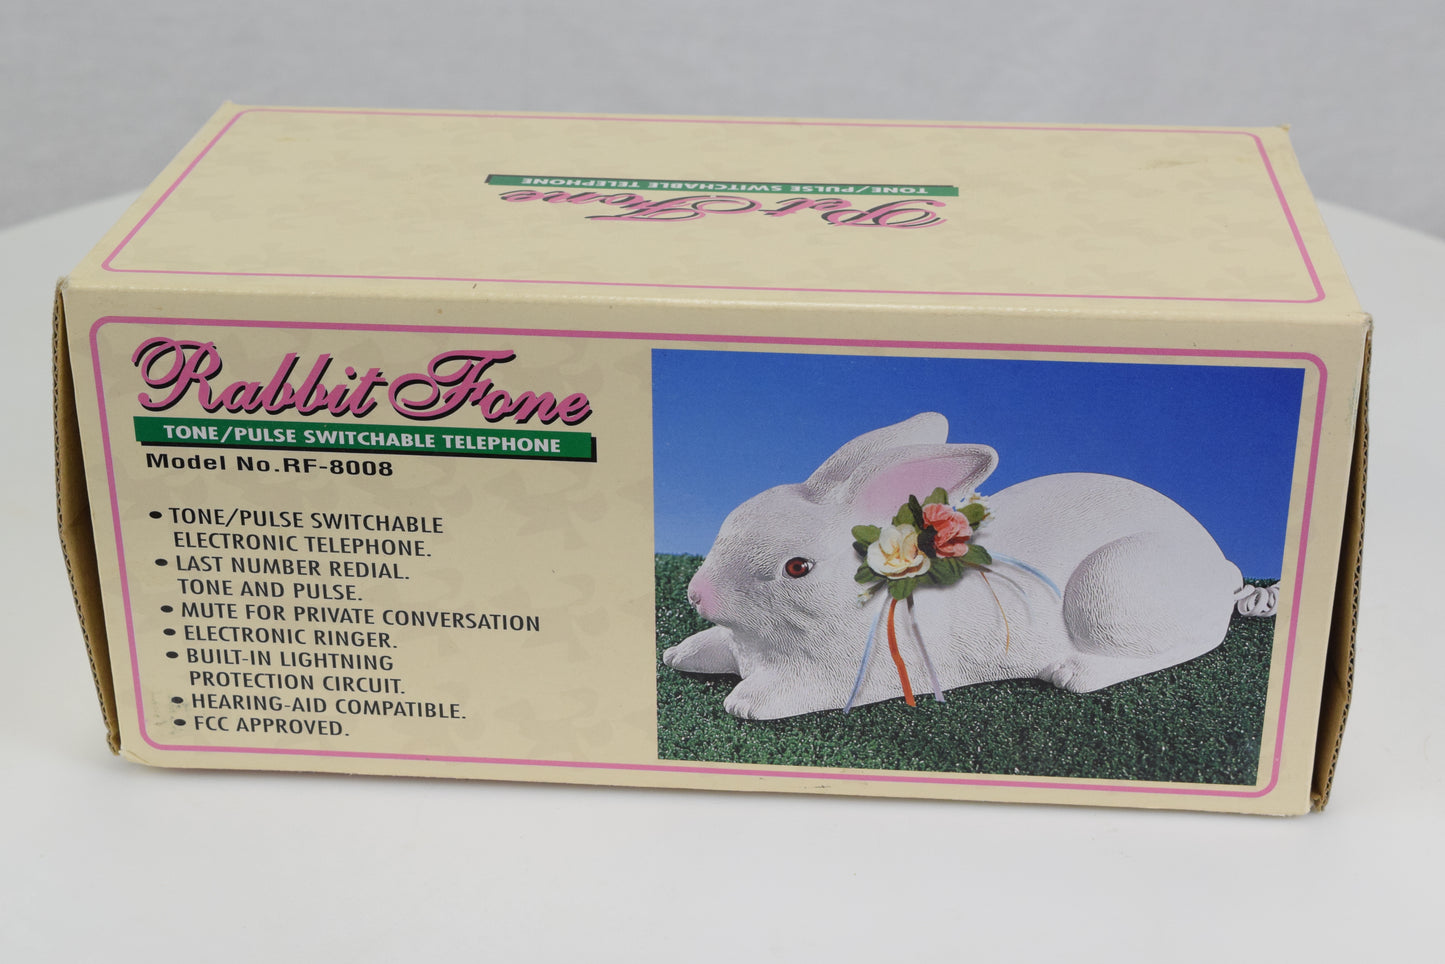 Pet Fone
TONE/PULSE SWITCHABLE TELEPHONE
Rabbit Fone
TONE/PULSE SWITCHABLE TELEPHONE
Model No.RF-8008
• TONE/PULSE SWITCHABLE
ELECTRONIC TELEPHONE.
• LAST NUMBER REDIAL.
TONE AND PULSE.
• MUTE FOR PRIVATE CONVERSATION
• ELECTRONIC RINGER.
• BUILT-IN LIGHTNING
PROTECTION CIRCUIT.
• HEARING-AID COMPATIBLE.
• FCC APPROVED.